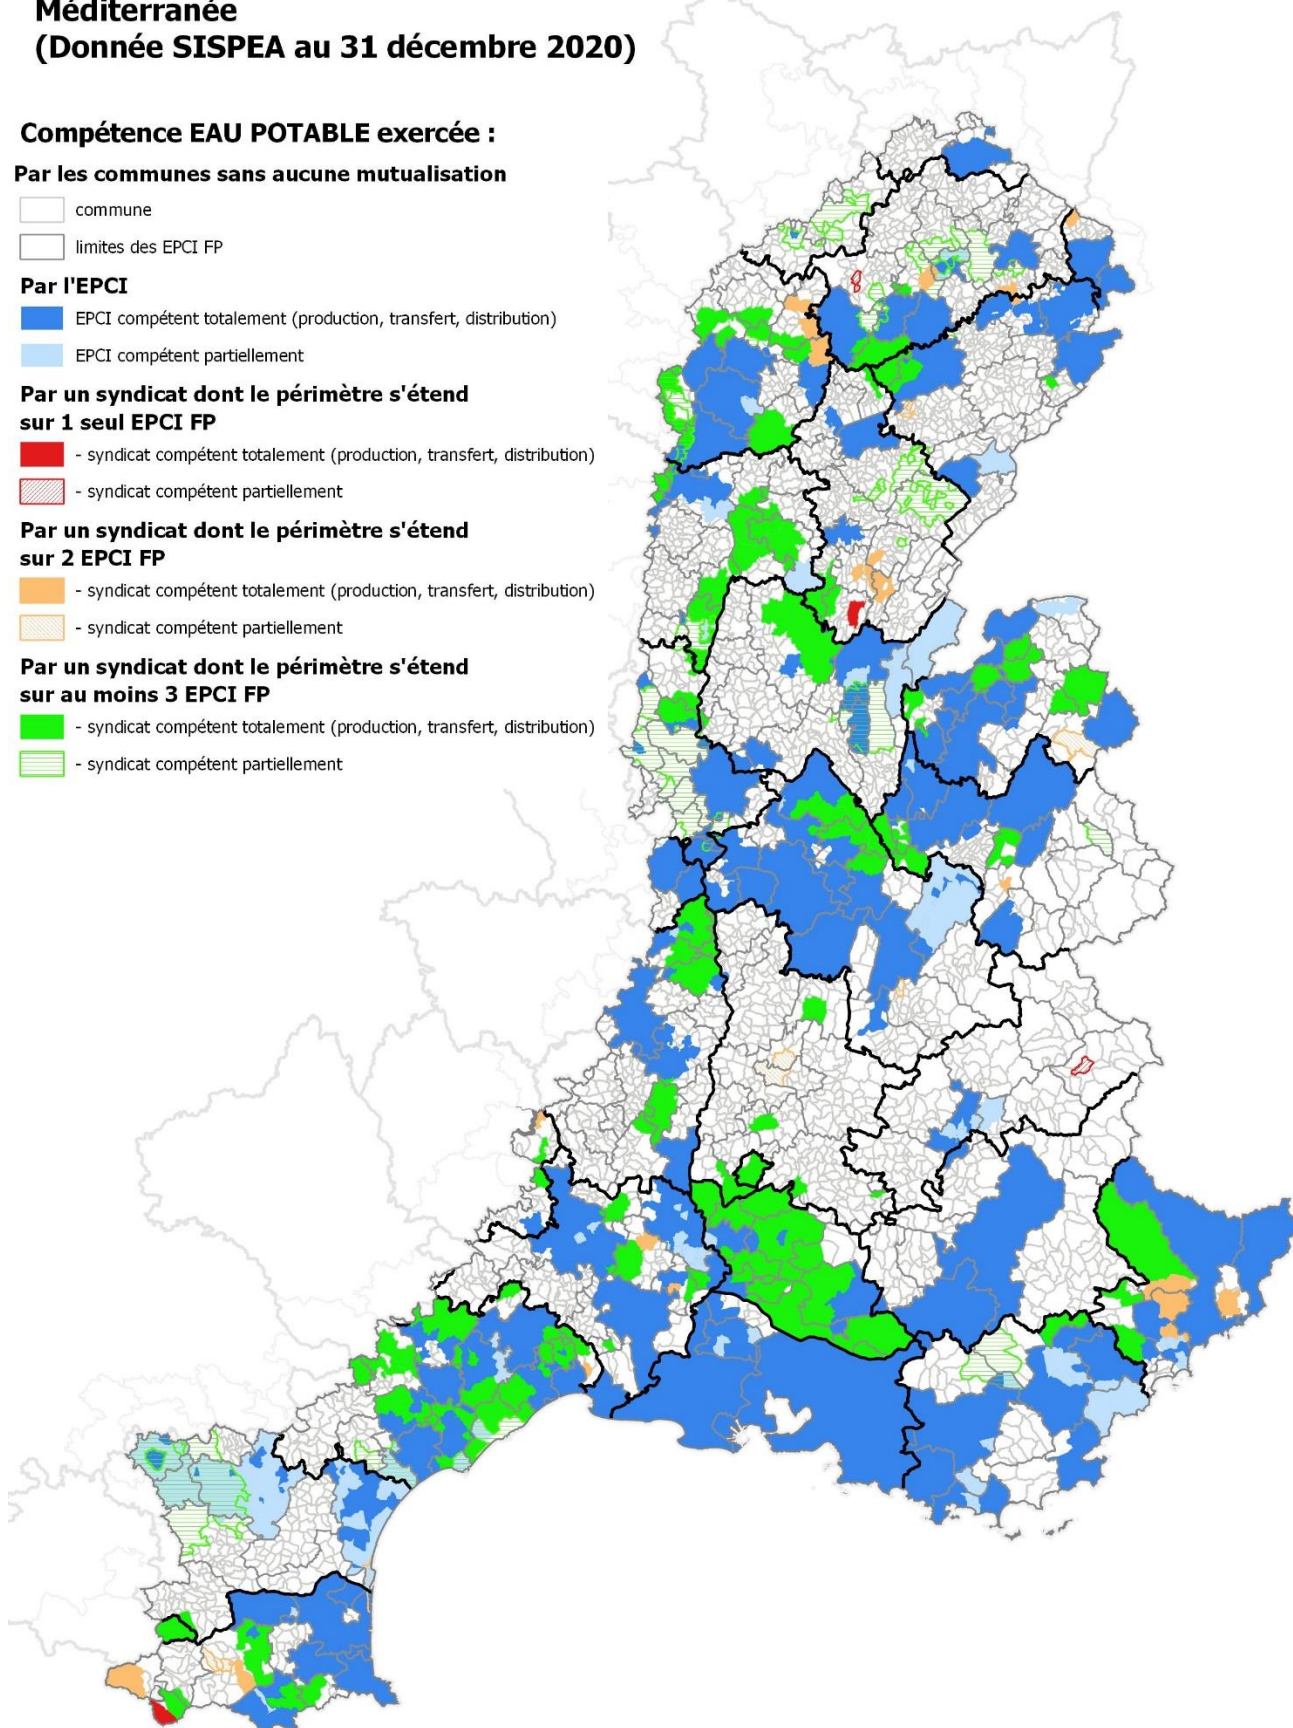 Méditerranée
(Donnée SISPEA au 31 décembre 2020)
Compétence EAU POTABLE exercée :
Par les communes sans aucune mutualisation
commune
limites des EPCI FP
Par l'EPCI
EPCI compétent totalement (production, transfert, distribution)
EPCI compétent partiellement
Par un syndicat dont le périmètre s'étend
sur 1 seul EPCI FP
- syndicat compétent totalement (production, transfert, distribution)
- syndicat compétent partiellement
Par un syndicat dont le périmètre s'étend
sur 2 EPCI FP
- syndicat compétent totalement (production, transfert, distribution)
- syndicat compétent partiellement
Par un syndicat dont le périmètre s'étend
sur au moins 3 EPCI FP
- syndicat compétent totalement (production, transfert, distribution)
- syndicat compétent partiellement